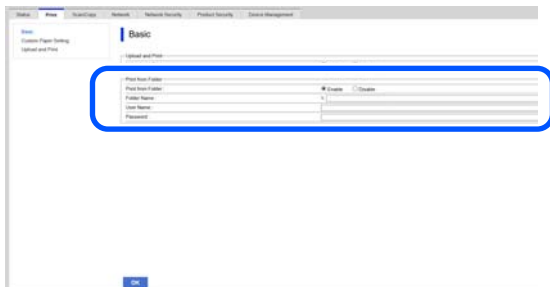 Status Print Scan/Copy Network Network Security Product Security Device Management
Basic
Custom Paper Setting
Upload and Print
Basic
Upload and Print
Print from Folder
Print from Folder: Enable Disable
Folder Name: \\
User Name:
Password:
OK